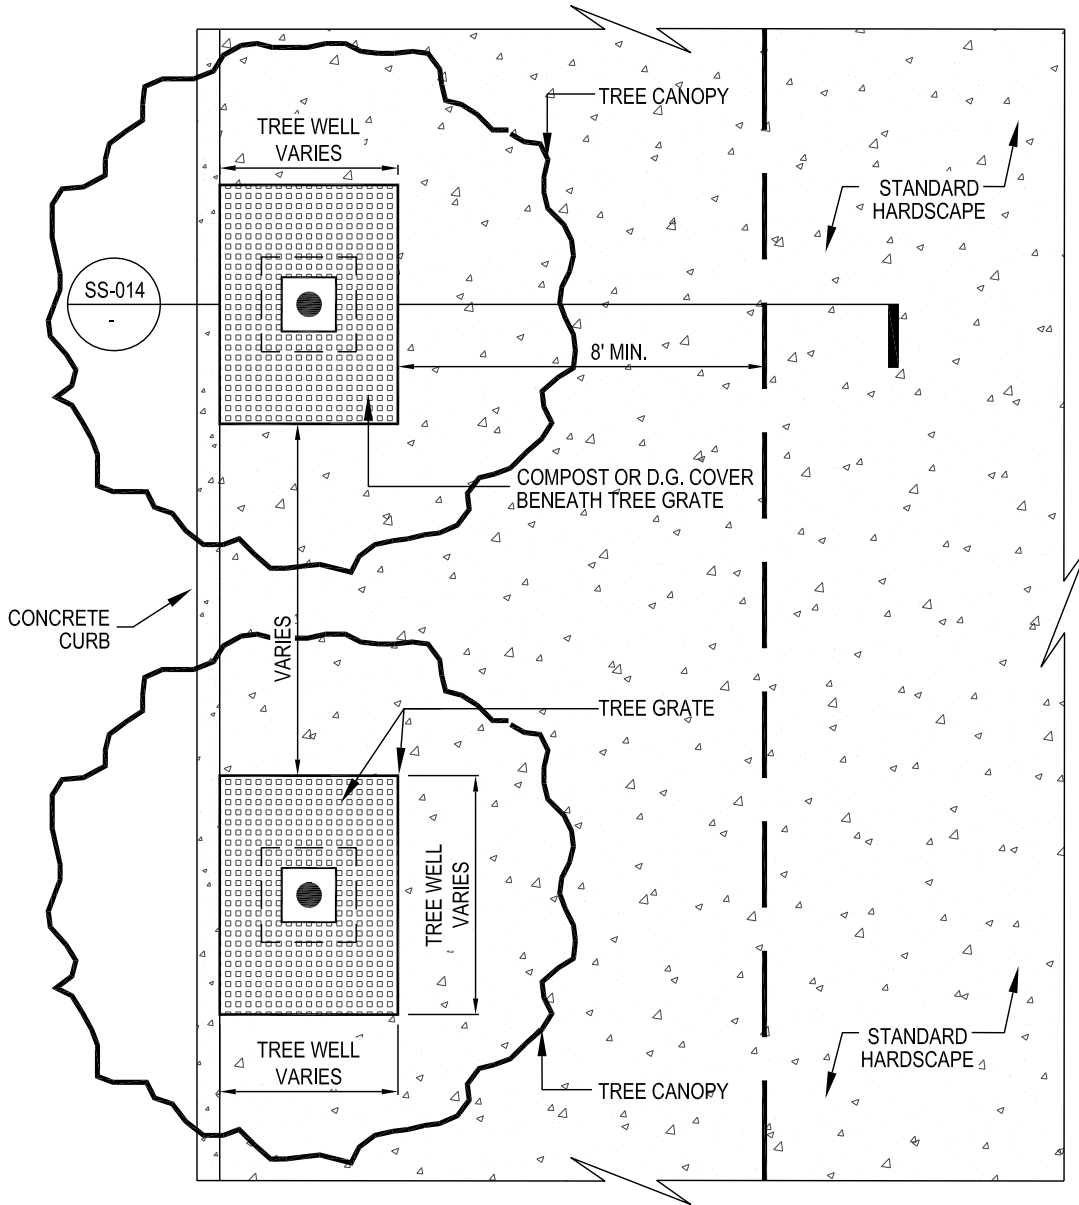 TREE CANOPY
TREE WELL
VARIES
STANDARD
HARDSCAPE
SS-014
-
8' MIN.
COMPOST OR D.G. COVER
BENEATH TREE GRATE
CONCRETE
CURB
VARIES
TREE GRATE
TREE WELL
VARIES
STANDARD
HARDSCAPE
TREE WELL
VARIES
TREE CANOPY